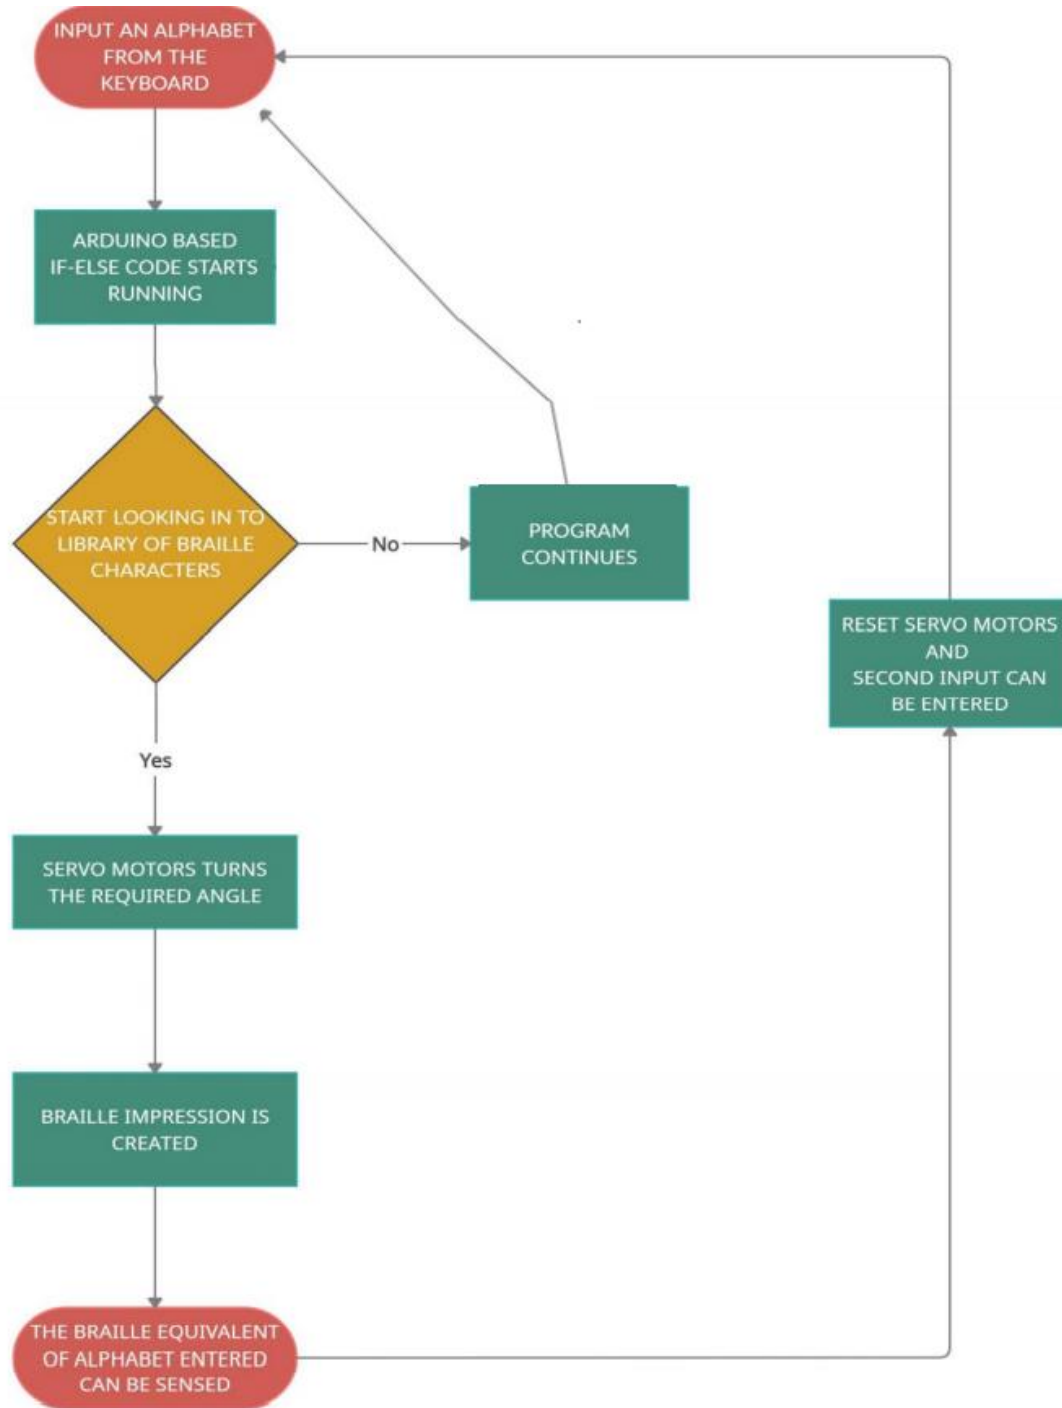 INPUT AN ALPHABET
FROM THE
KEYBOARD
ARDUINO BASED
IF-ELSE CODE STARTS
RUNNING
START LOOKING IN TO
LIBRARY OF BRAILLE
CHARACTERS
No
PROGRAM
CONTINUES
RESET SERVO MOTORS
AND
SECOND INPUT CAN
BE ENTERED
Yes
SERVO MOTORS TURNS
THE REQUIRED ANGLE
BRAILLE IMPRESSION IS
CREATED
THE BRAILLE EQUIVALENT
OF ALPHABET ENTERED
CAN BE SENSED